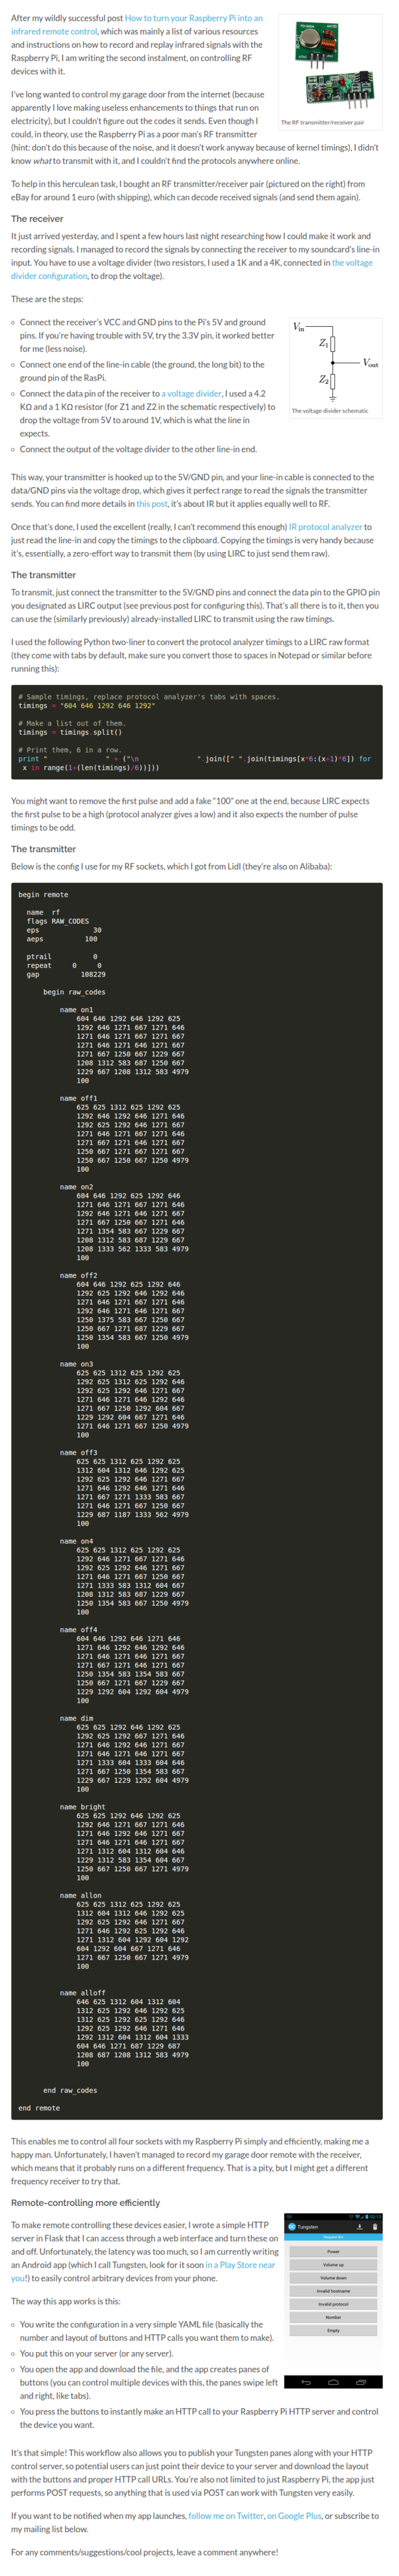 After my wildly successful post How to turn your Raspberry Pi into an
infrared remote control, which was mainly a list of various resources
and instructions on how to record and replay infrared signals with the
Raspberry Pi, I am writing the second instalment, on controlling RF
devices with it.
I've long wanted to control my garage door from the internet (because
apparently I love making useless enhancements to things that run on
electricity), but I couldn't figure out the codes it sends. Even though I
The RF transmitter/receiver pair
could, in theory, use the Raspberry Pi as a poor man's RF transmitter
(hint: don't do this because of the noise, and it doesn't work anyway because of kernel timings), I didn't
know what to transmit with it, and I couldn't find the protocols anywhere online.
To help in this herculean task, I bought an RF transmitter/receiver pair (pictured on the right) from
eBay for around 1 euro (with shipping), which can decode received signals (and send them again).
The receiver
It just arrived yesterday, and I spent a few hours last night researching how I could make it work and
recording signals. I managed to record the signals by connecting the receiver to my soundcard's line-in
input. You have to use a voltage divider (two resistors, I used a 1K and a 4K, connected in the voltage
divider configuration, to drop the voltage).
These are the steps:
Connect the receiver's VCC and GND pins to the Pi's 5V and ground
pins. If you're having trouble with 5V, try the 3.3V pin, it worked better
for me (less noise).
Connect one end of the line-in cable (the ground, the long bit) to the
ground pin of the RasPi.
Connect the data pin of the receiver to a voltage divider, I used a 4.2
KΩ and a 1 KΩ resistor (for Z1 and Z2 in the schematic respectively) to
drop the voltage from 5V to around 1V, which is what the line in
expects.
Connect the output of the voltage divider to the other line-in end.
Vin
Z1
Vout
Z2
The voltage divider schematic
This way, your transmitter is hooked up to the 5V/GND pin, and your line-in cable is connected to the
data/GND pins via the voltage drop, which gives it perfect range to read the signals the transmitter
sends. You can find more details in this post, it's about IR but it applies equally well to RF.
Once that's done, I used the excellent (really, I can't recommend this enough) IR protocol analyzer to
just read the line-in and copy the timings to the clipboard. Copying the timings is very handy because
it's, essentially, a zero-effort way to transmit them (by using LIRC to just send them raw).
The transmitter
To transmit, just connect the transmitter to the 5V/GND pins and connect the data pin to the GPIO pin
you designated as LIRC output (see previous post for configuring this). That's all there is to it, then you
can use the (similarly previously) already-installed LIRC to transmit using the raw timings.
I used the following Python two-liner to convert the protocol analyzer timings to a LIRC raw format
(they come with tabs by default, make sure you convert those to spaces in Notepad or similar before
running this):
# Sample timings, replace protocol analyzer's tabs with spaces.
timings = "604 646 1292 646 1292"
# Make a list out of them.
timings = timings.split()
# Print them, 6 in a row.
print " " + ("\n ".join([" ".join(timings[x*6:(x+1)*6]) for
x in range(1+(len(timings)/6))]))
You might want to remove the first pulse and add a fake "100" one at the end, because LIRC expects
the first pulse to be a high (protocol analyzer gives a low) and it also expects the number of pulse
timings to be odd.
The transmitter
Below is the config I use for my RF sockets, which I got from Lidl (they're also on Alibaba):
begin remote
name rf
flags RAW_CODES
eps 30
aeps 100
ptrail 0
repeat 0 0
gap 108229
begin raw_codes
name on1
604 646 1292 646 1292 625
1292 646 1271 667 1271 646
1271 646 1271 667 1271 667
1271 646 1271 646 1271 667
1271 667 1250 667 1229 667
1208 1312 583 687 1250 667
1229 667 1208 1312 583 4979
100
name off1
625 625 1312 625 1292 625
1292 646 1292 646 1271 646
1292 625 1292 646 1271 667
1271 646 1271 667 1271 646
1271 667 1271 646 1271 667
1250 667 1271 667 1271 667
1250 667 1250 667 1250 4979
100
name on2
604 646 1292 625 1292 646
1271 646 1271 667 1271 646
1292 646 1271 646 1271 667
1271 667 1250 667 1271 646
1271 1354 583 667 1229 667
1208 1312 583 687 1229 667
1208 1333 562 1333 583 4979
100
name off2
604 646 1292 625 1292 646
1292 625 1292 646 1292 646
1271 646 1271 667 1271 646
1292 646 1271 646 1271 667
1250 1375 583 667 1250 667
1250 667 1271 687 1229 667
1250 1354 583 667 1250 4979
100
name on3
625 625 1312 625 1292 625
1292 625 1312 625 1292 646
1292 625 1292 646 1271 667
1271 646 1271 646 1292 646
1271 667 1250 1292 604 667
1229 1292 604 667 1271 646
1271 646 1271 667 1250 4979
100
name off3
625 625 1312 625 1292 625
1312 604 1312 646 1292 625
1292 625 1292 646 1271 667
1271 646 1292 646 1271 646
1271 667 1271 1333 583 667
1271 646 1271 667 1250 667
1229 687 1187 1333 562 4979
100
name on4
625 625 1312 625 1292 625
1292 646 1271 667 1271 646
1292 625 1292 646 1271 667
1271 646 1271 667 1250 667
1271 1333 583 1312 604 667
1208 1312 583 687 1229 667
1250 1354 583 667 1250 4979
100
name off4
604 646 1292 646 1271 646
1271 646 1292 646 1292 646
1271 646 1271 646 1271 667
1271 667 1271 646 1271 667
1250 1354 583 1354 583 667
1250 667 1271 667 1229 667
1229 1292 604 1292 604 4979
100
name dim
625 625 1292 646 1292 625
1292 625 1292 667 1271 646
1271 646 1292 646 1271 667
1271 646 1271 646 1271 667
1271 1333 604 1333 604 646
1271 667 1250 1354 583 667
1229 667 1229 1292 604 4979
100
name bright
625 625 1292 646 1292 625
1292 646 1271 667 1271 646
1271 646 1292 646 1271 667
1271 646 1271 646 1271 667
1271 1312 604 1312 604 646
1229 1312 583 1354 604 667
1250 667 1250 667 1271 4979
100
name allon
625 625 1312 625 1292 625
1312 604 1312 646 1292 625
1292 625 1292 646 1271 667
1271 646 1292 625 1292 646
1271 1312 604 1292 604 1292
604 1292 604 667 1271 646
1271 667 1250 667 1271 4979
100
name alloff
646 625 1312 604 1312 604
1312 625 1292 646 1292 625
1312 625 1292 625 1292 646
1292 625 1292 646 1271 646
1292 1312 604 1312 604 1333
604 646 1271 687 1229 687
1208 687 1208 1312 583 4979
100
end raw_codes
end remote
This enables me to control all four sockets with my Raspberry Pi simply and efficiently, making me a
happy man. Unfortunately, I haven't managed to record my garage door remote with the receiver,
which means that it probably runs on a different frequency. That is a pity, but I might get a different
frequency receiver to try that.
Remote-controlling more efficiently
To make remote controlling these devices easier, I wrote a simple HTTP
server in Flask that I can access through a web interface and turn these on
and off. Unfortunately, the latency was too much, so I am currently writing
an Android app (which I call Tungsten, look for it soon in a Play Store near
you!) to easily control arbitrary devices from your phone.
The way this app works is this:
You write the configuration in a very simple YAML file (basically the
number and layout of buttons and HTTP calls you want them to make).
You put this on your server (or any server).
You open the app and download the file, and the app creates panes of
buttons (you can control multiple devices with this, the panes swipe left
and right, like tabs).
You press the buttons to instantly make an HTTP call to your Raspberry Pi HTTP server and control
the device you want.
Tungsten
Power
Volume up
Volume down
Invalid hostname
Invalid protocol
Number
Empty
It's that simple! This workflow also allows you to publish your Tungsten panes along with your HTTP
control server, so potential users can just point their device to your server and download the layout
with the buttons and proper HTTP call URLs. You're also not limited to just Raspberry Pi, the app just
performs POST requests, so anything that is used via POST can work with Tungsten very easily.
If you want to be notified when my app launches, follow me on Twitter, on Google Plus, or subscribe to
my mailing list below.
For any comments/suggestions/cool projects, leave a comment anywhere!